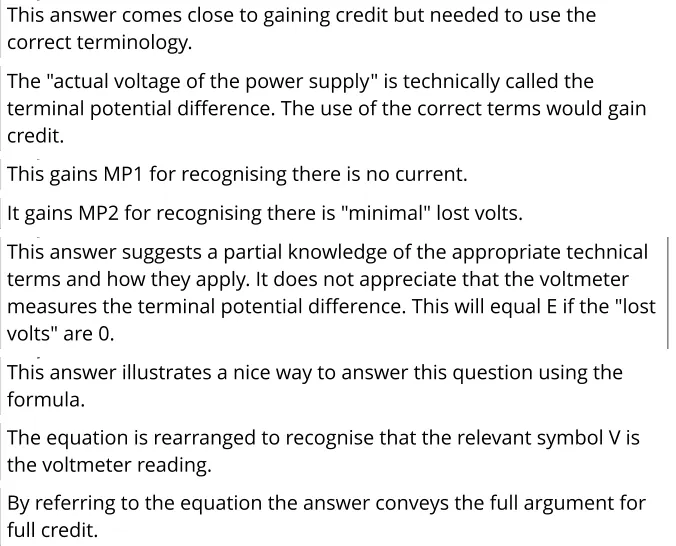 This answer comes close to gaining credit but needed to use the
correct terminology.
The "actual voltage of the power supply" is technically called the
terminal potential difference. The use of the correct terms would gain
credit.
This gains MP1 for recognising there is no current.
It gains MP2 for recognising there is "minimal" lost volts.
This answer suggests a partial knowledge of the appropriate technical
terms and how they apply. It does not appreciate that the voltmeter
measures the terminal potential difference. This will equal E if the "lost
volts" are 0.
This answer illustrates a nice way to answer this question using the
formula.
The equation is rearranged to recognise that the relevant symbol V is
the voltmeter reading.
By referring to the equation the answer conveys the full argument for
full credit.